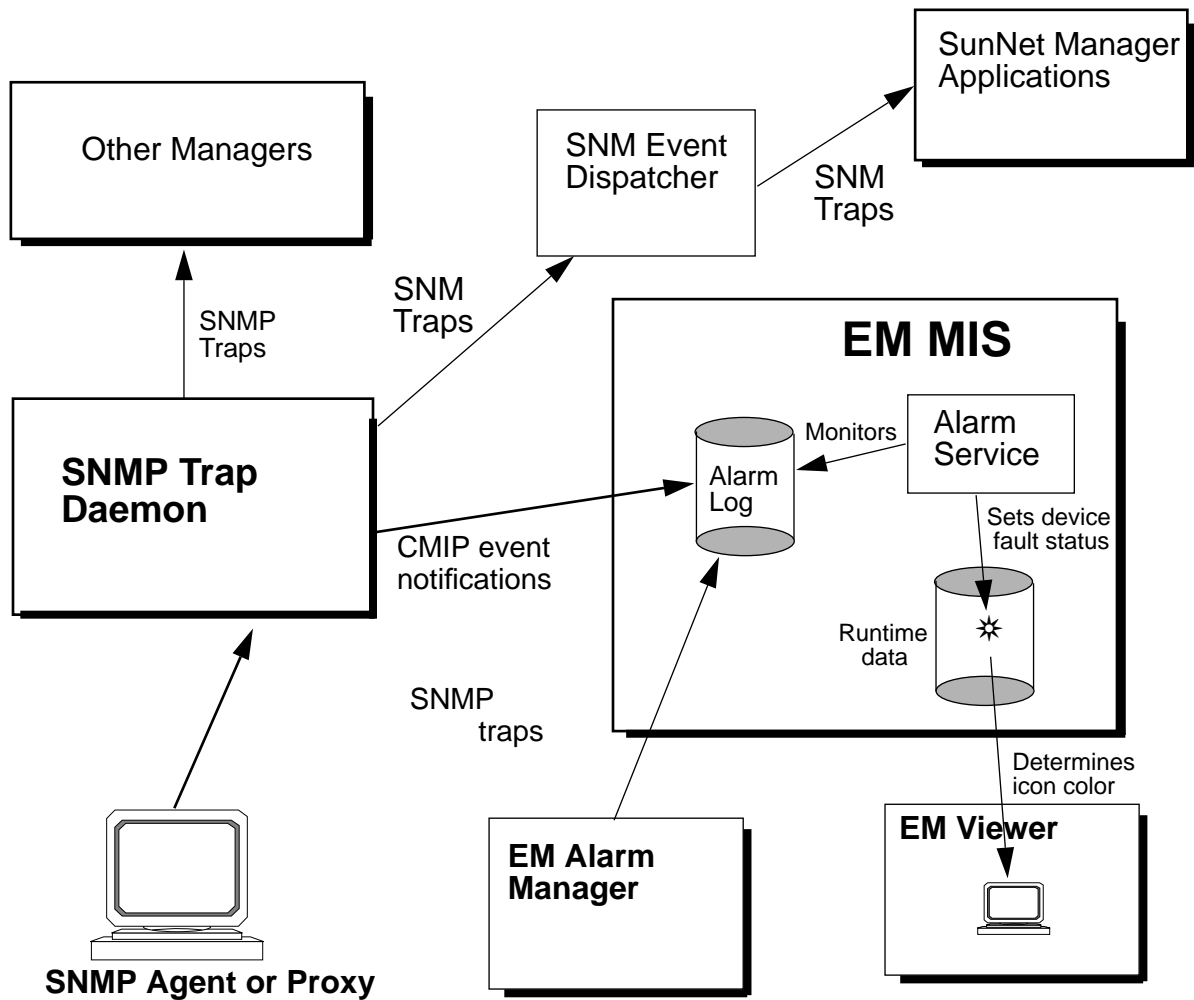 SunNet Manager
Applications
Other Managers
SNM Event
Dispatcher
SNM
Traps
SNM
Traps
SNMP
Traps
EM MIS
Alarm
Service
Monitors
Alarm
Log
SNMP Trap
Daemon
Sets device
fault status
CMIP event
notifications
Runtime
data
SNMP
traps
Determines
icon color
EM Viewer
EM Alarm
Manager
SNMP Agent or Proxy